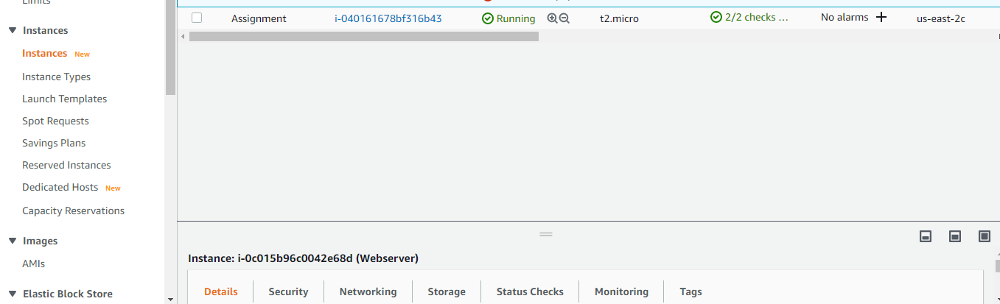 Limits
Instances
Instances New
Instance Types
Launch Templates
Spot Requests
Savings Plans
Reserved Instances
Dedicated Hosts New
Capacity Reservations
Images
AMIs
Elastic Block Store
Assignment i-040161678bf316b43 Running t2.micro 2/2 checks ... No alarms + us-east-2c
Instance: i-0c015b96c0042e68d (Webserver)
Details Security Networking Storage Status Checks Monitoring Tags